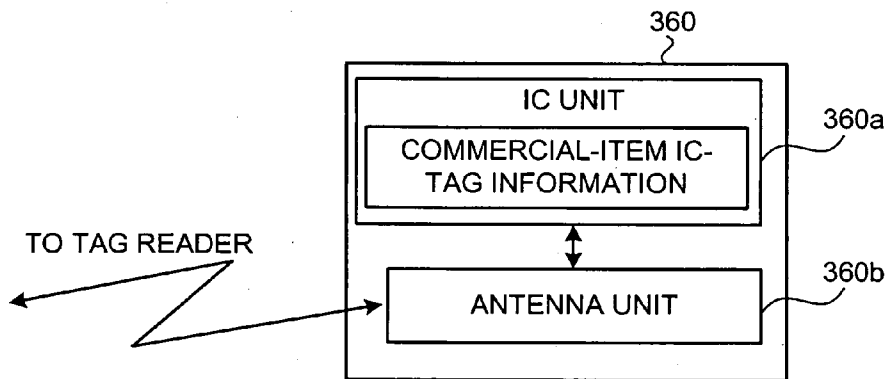 360
IC UNIT
360a
COMMERCIAL-ITEM IC-
TAG INFORMATION
TO TAG READER
360b
ANTENNA UNIT